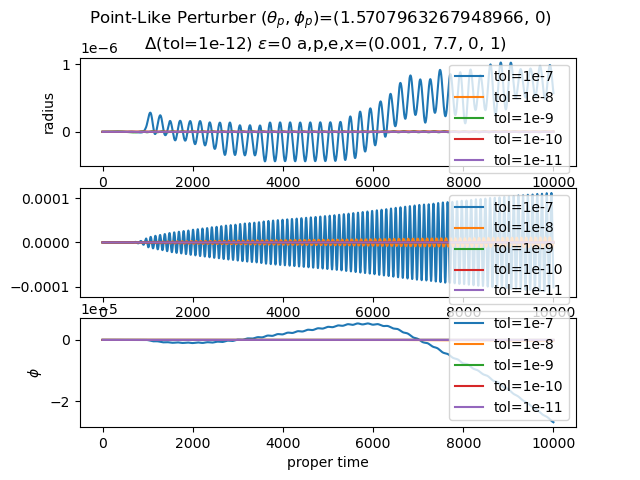 Point-Like Perturber (θp, ϕp)=(1.5707963267948966, 0)
Δ(tol=1e-12) ε=0 a,p,e,x=(0.001, 7.7, 0, 1)
1e−6
1
0
radius
tol=1e-7
tol=1e-8
tol=1e-9
tol=1e-10
tol=1e-11
0 2000 4000 6000 8000 10000
0.0001
0.0000
−0.0001
tol=1e-7
tol=1e-8
tol=1e-9
tol=1e-10
tol=1e-11
0 2000 4000 6000 8000 10000
1e−5
0
−2
ϕ
tol=1e-7
tol=1e-8
tol=1e-9
tol=1e-10
tol=1e-11
0 2000 4000 6000 8000 10000
proper time